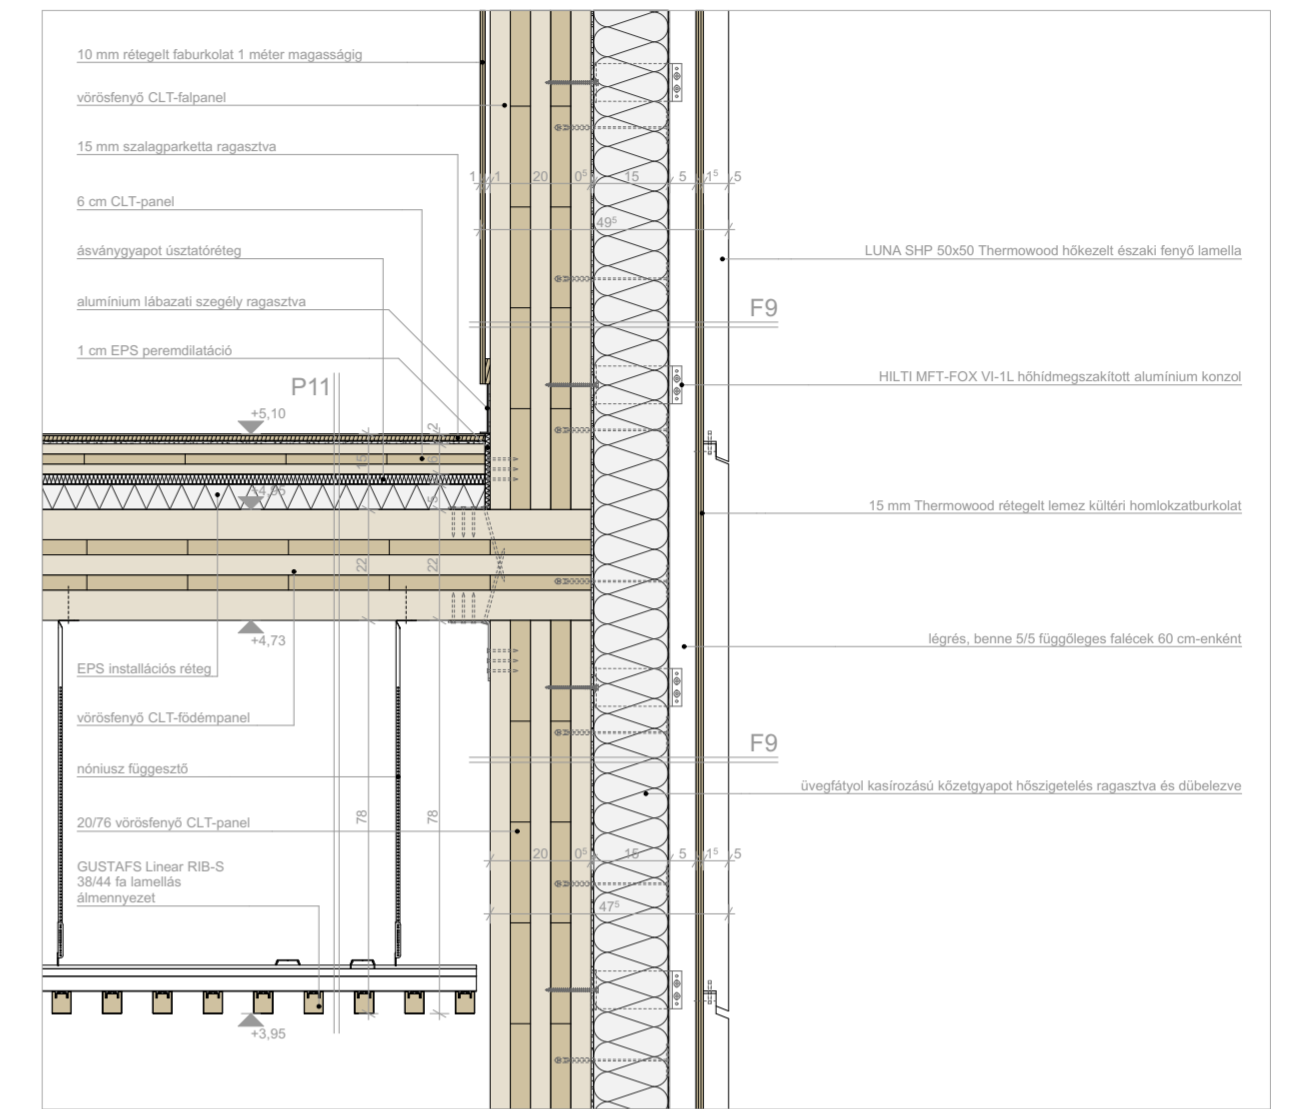 10 mm rétegelt faburkolat 1 méter magasságig
vörösfenyő CLT-falpanel
15 mm szalagparketta ragasztva
6 cm CLT-panel
ásványgyapot úsztatóréteg
alumínium lábazati szegély ragasztva
1 cm EPS peremdilatáció
P11
+5,10
+4,95
+4,73
EPS installációs réteg
vörösfenyő CLT-födémpanel
nóniusz függesztő
20/76 vörösfenyő CLT-panel
GUSTAFS Linear RIB-S
38/44 fa lamellás
álmennyezet
+3,95
15
22
78
2
6
5
22
78
1 1 20 0⁵ 15 5 1⁵ 5
49⁵
F9
F9
20 0⁵ 15 5 1⁵ 5
47⁵
LUNA SHP 50x50 Thermowood hőkezelt északi fenyő lamella
HILTI MFT-FOX VI-1L hőhídmegszakított alumínium konzol
15 mm Thermowood rétegelt lemez kültéri homlokzatburkolat
légrés, benne 5/5 függőleges falécek 60 cm-enként
üvegfátyol kasírozású kőzetgyapot hőszigetelés ragasztva és dübelezve